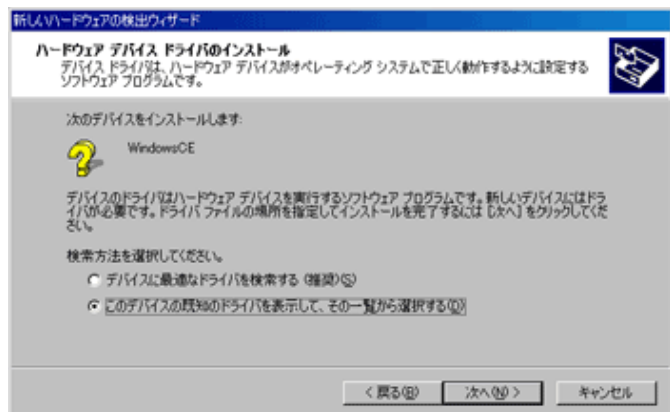 新しいハードウェアの検出ウィザード
ハードウェア デバイス ドライバのインストール
デバイス ドライバは、ハードウェア デバイスがオペレーティング システムで正しく動作するように設定する
ソフトウェア プログラムです。
次のデバイスをインストールします:
WindowsCE
デバイスのドライバはハードウェア デバイスを実行するソフトウェア プログラムです。新しいデバイスにはドラ
イバが必要です。ドライバ ファイルの場所を指定してインストールを完了するには [次へ] をクリックしてくだ
さい。
検索方法を選択してください。
デバイスに最適なドライバを検索する (推奨)(S)
このデバイスの既知のドライバを表示して、その一覧から選択する(D)
< 戻る(B)
次へ(N) >
キャンセル